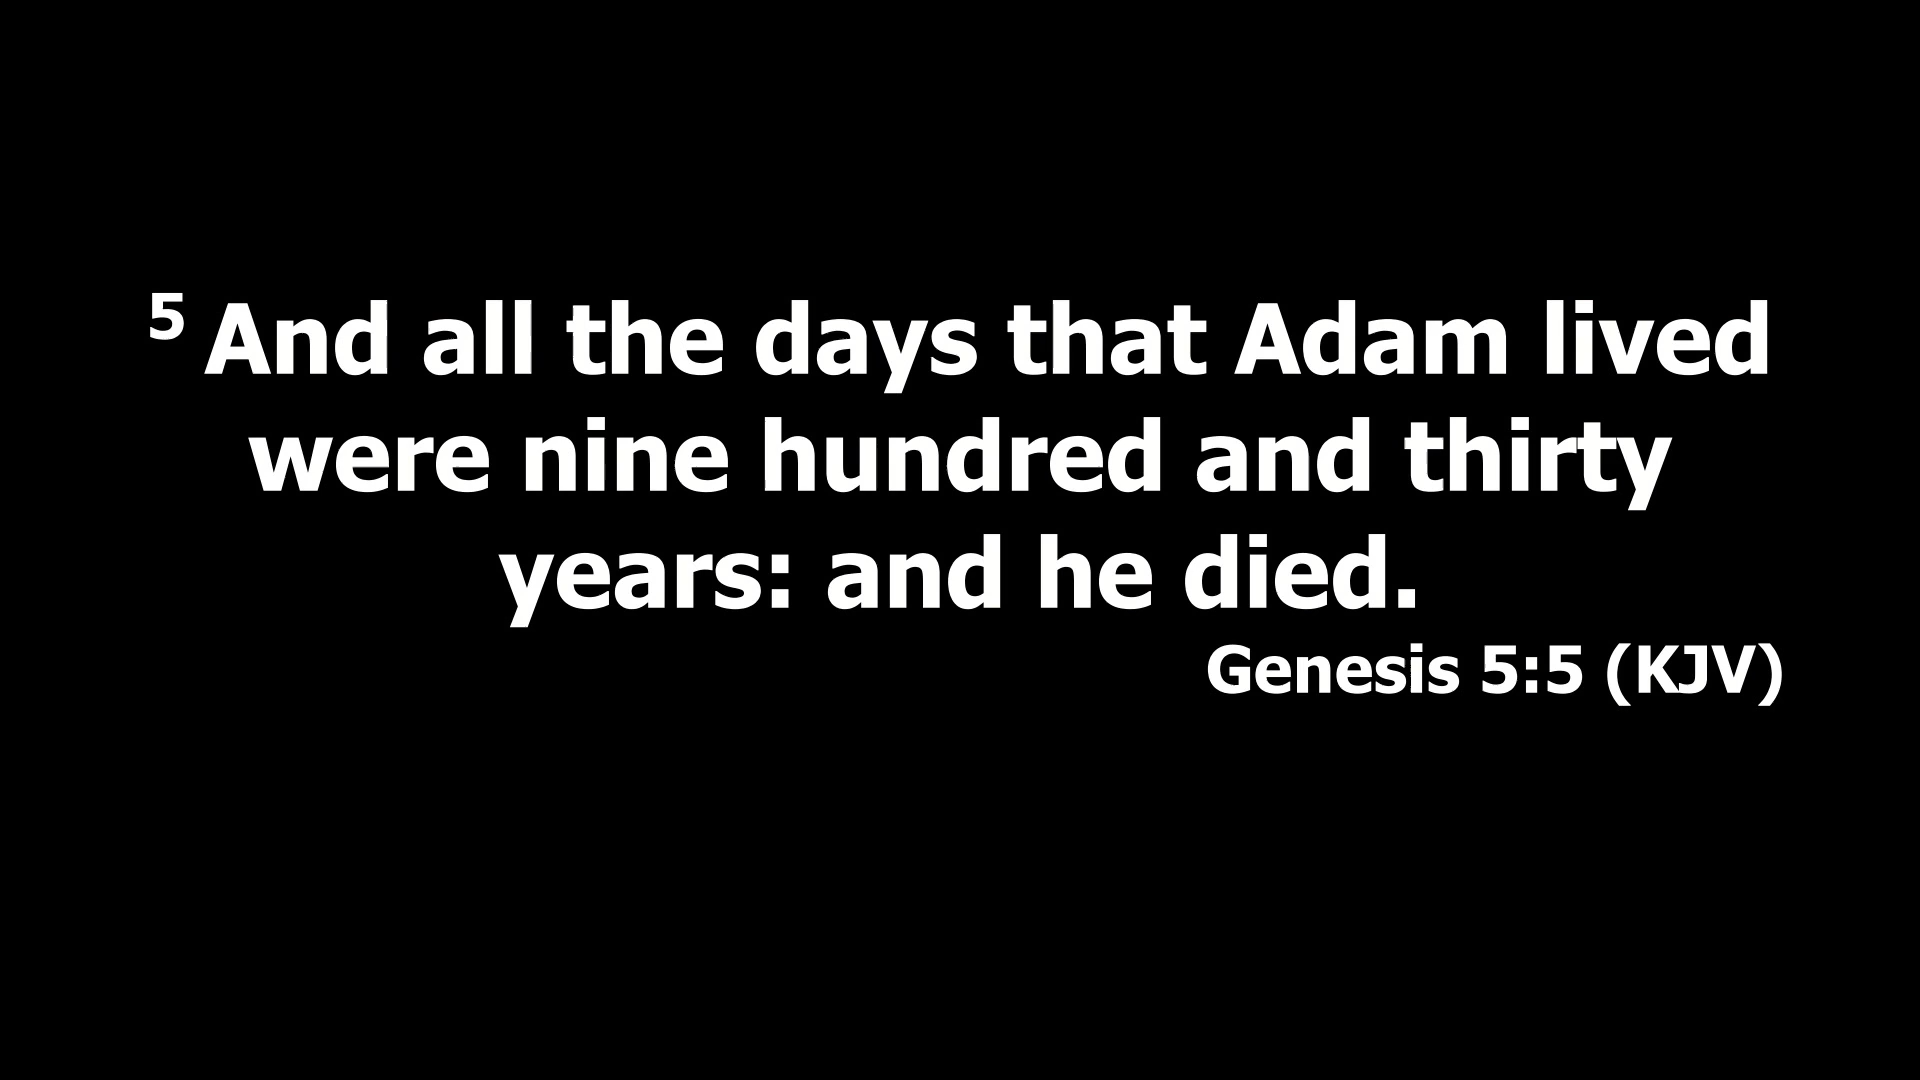 5 And all the days that Adam lived
were nine hundred and thirty
years: and he died.
Genesis 5:5 (KJV)